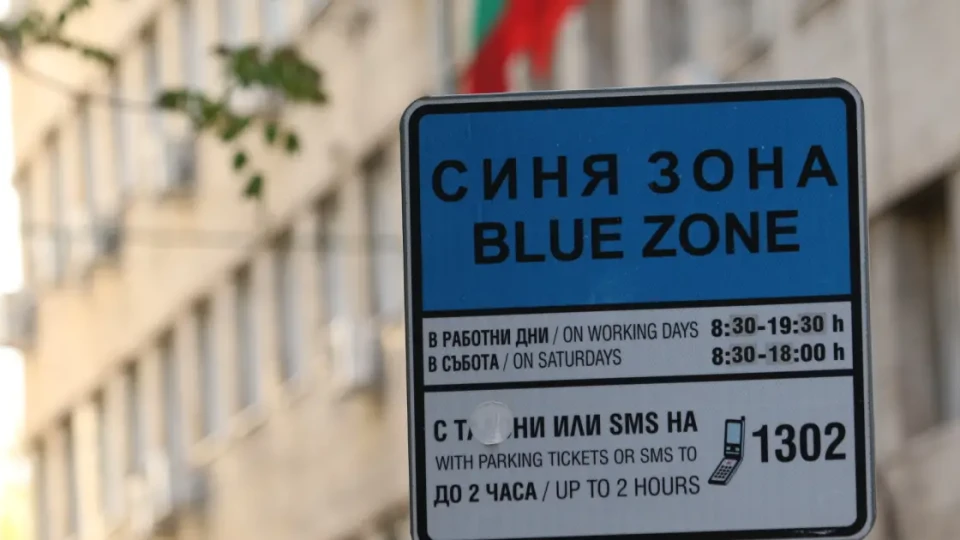 СИНЯ ЗОНА
BLUE ZONE
В РАБОТНИ ДНИ / ON WORKING DAYS 8:30-19:30 h
В СЪБОТА / ON SATURDAYS 8:30-18:00 h
С ИЛИ SMS НА
WITH PARKING TICKETS OR SMS TO 1302
ДО 2 ЧАСА / UP TO 2 HOURS